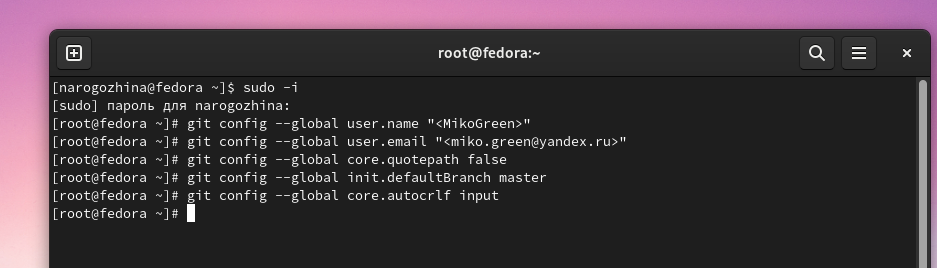 root@fedora:~
[narogozhina@fedora ~]$ sudo -i
[sudo] пароль для narogozhina:
[root@fedora ~]# git config --global user.name "<MikoGreen>"
[root@fedora ~]# git config --global user.email "<miko.green@yandex.ru>"
[root@fedora ~]# git config --global core.quotepath false
[root@fedora ~]# git config --global init.defaultBranch master
[root@fedora ~]# git config --global core.autocrlf input
[root@fedora ~]#